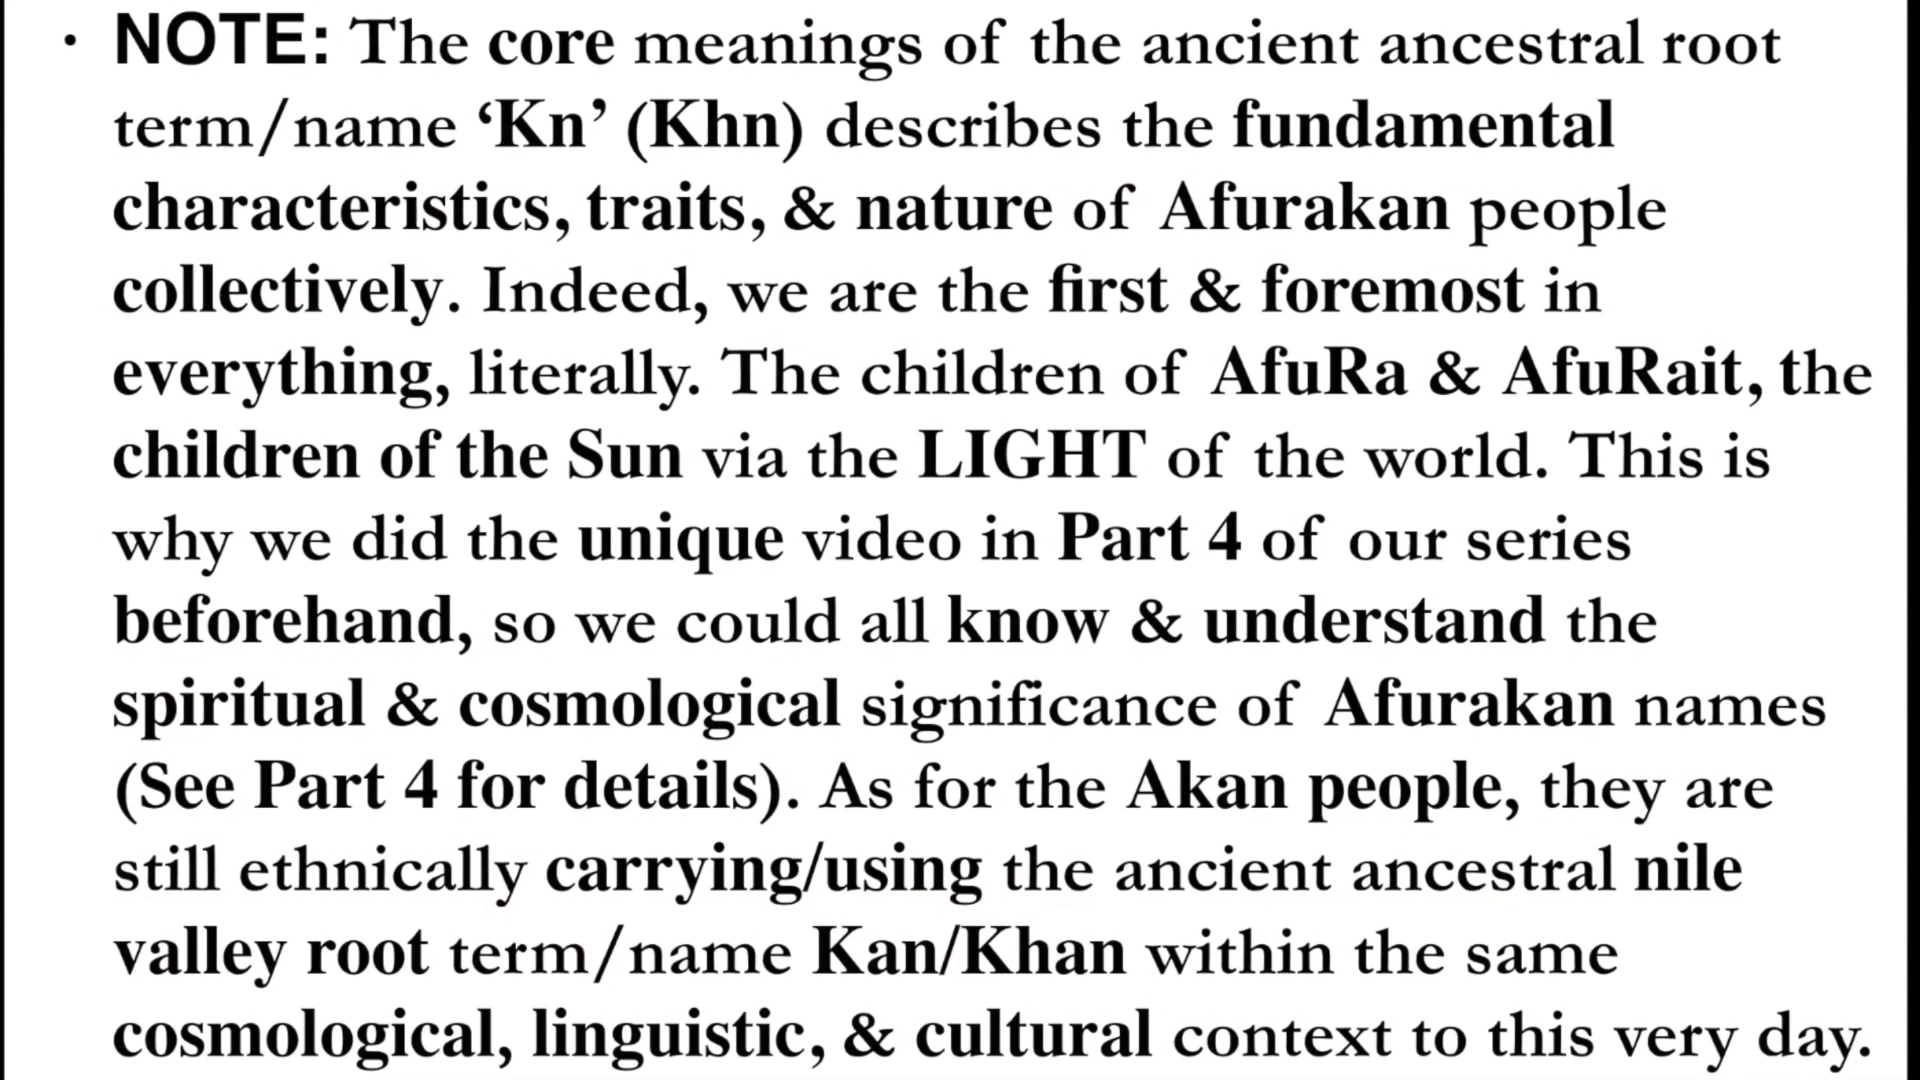 • NOTE: The core meanings of the ancient ancestral root
term/name ‘Kn’ (Khn) describes the fundamental
characteristics, traits, & nature of Afurakan people
collectively. Indeed, we are the first & foremost in
everything, literally. The children of AfuRa & AfuRait, the
children of the Sun via the LIGHT of the world. This is
why we did the unique video in Part 4 of our series
beforehand, so we could all know & understand the
spiritual & cosmological significance of Afurakan names
(See Part 4 for details). As for the Akan people, they are
still ethnically carrying/using the ancient ancestral nile
valley root term/name Kan/Khan within the same
cosmological, linguistic, & cultural context to this very day.